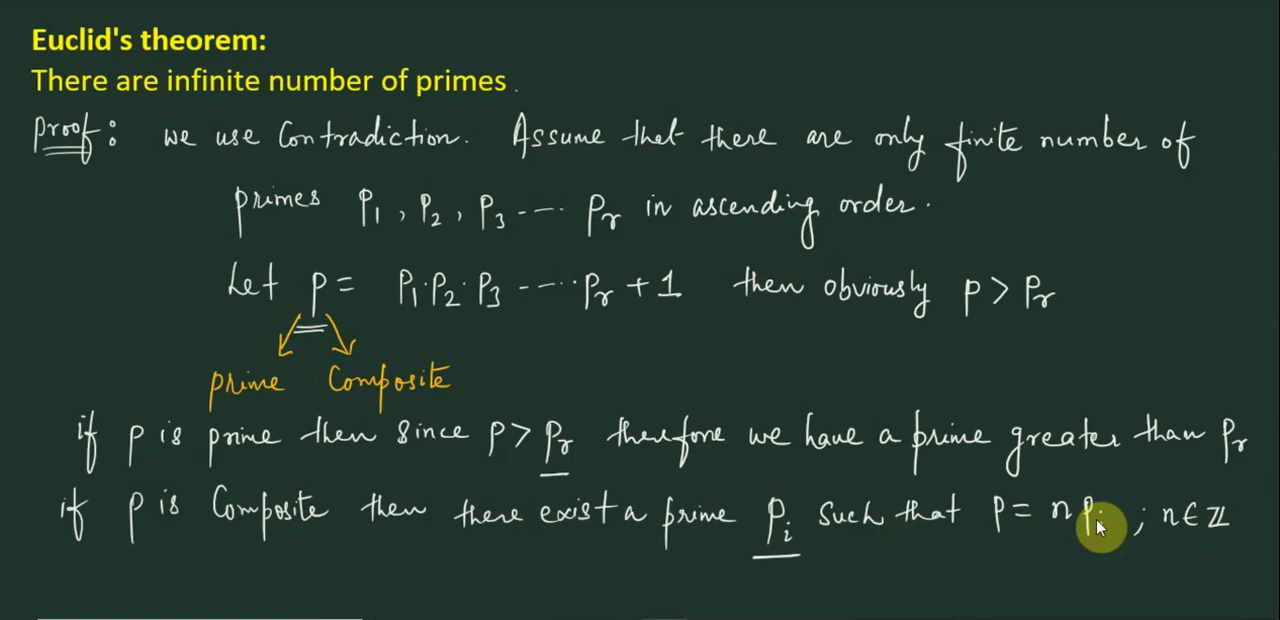 Euclid's theorem:
There are infinite number of primes .
Proof: we use Contradiction. Assume that there are only finite number of
primes P₁, P₂, P₃ ---- Pᵣ in ascending order.
Let p = P₁·P₂·P₃ ---- Pᵣ + 1 then obviously p > Pᵣ
prime Composite
if p is prime then since p > pᵣ therefore we have a prime greater than pᵣ
if p is Composite then there exist a prime pᵢ such that p = n pᵢ ; n ∈ ℤ